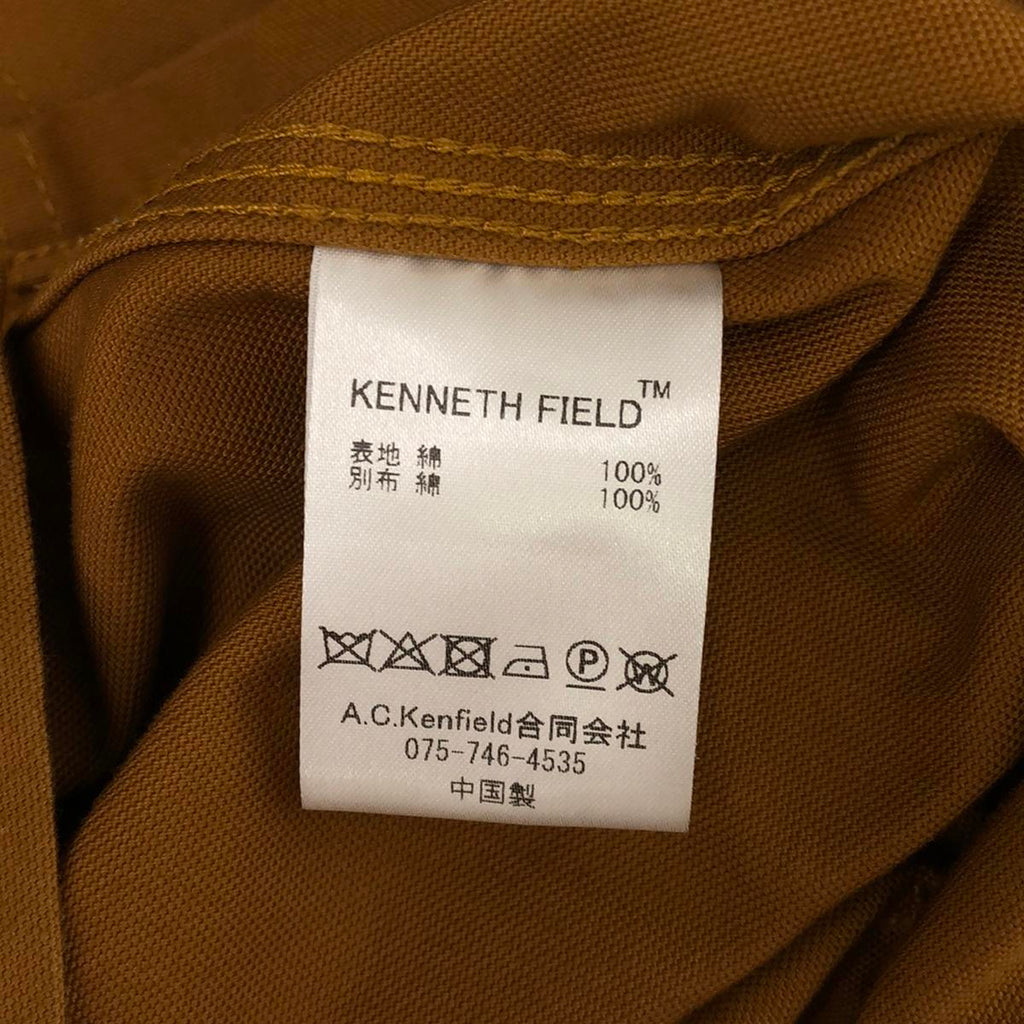 KENNETH FIELD™
表地 綿 100%
別布 綿 100%
P W
A.C.Kenfield合同会社
075-746-4535
中国製